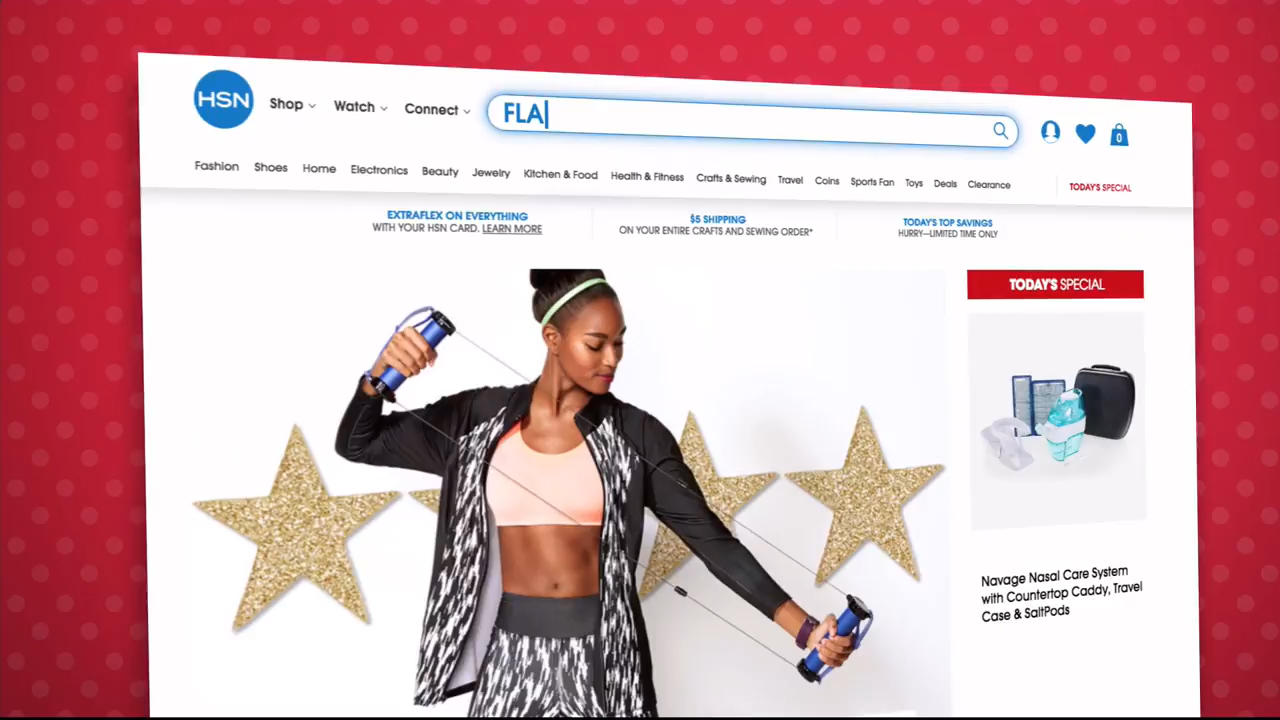 HSN
Shop Watch Connect
FLA
0
Fashion Shoes Home Electronics Beauty Jewelry Kitchen & Food Health & Fitness Crafts & Sewing Travel Coins Sports Fan Toys Deals Clearance
TODAY'S SPECIAL
EXTRAFLEX ON EVERYTHING
WITH YOUR HSN CARD. LEARN MORE
$5 SHIPPING
ON YOUR ENTIRE CRAFTS AND SEWING ORDER*
TODAY'S TOP SAVINGS
HURRY—LIMITED TIME ONLY
TODAY'S SPECIAL
Navage Nasal Care System
with Countertop Caddy, Travel
Case & SaltPods